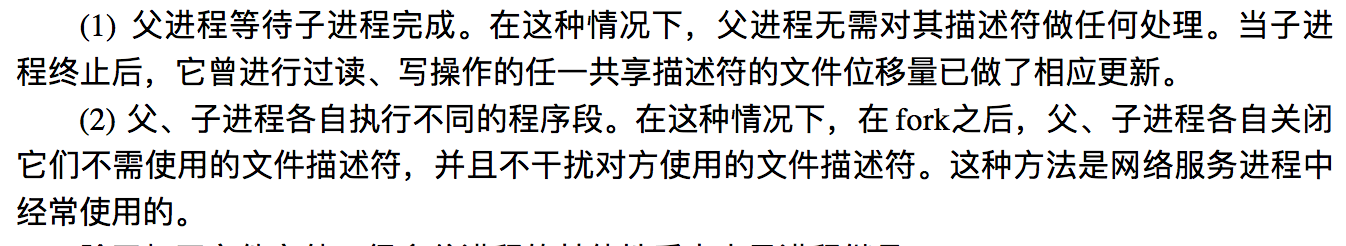 (1) 父进程等待子进程完成。在这种情况下，父进程无需对其描述符做任何处理。当子进
程终止后，它曾进行过读、写操作的任一共享描述符的文件位移量已做了相应更新。
(2) 父、子进程各自执行不同的程序段。在这种情况下，在fork之后，父、子进程各自关闭
它们不需使用的文件描述符，并且不干扰对方使用的文件描述符。这种方法是网络服务进程中
经常使用的。